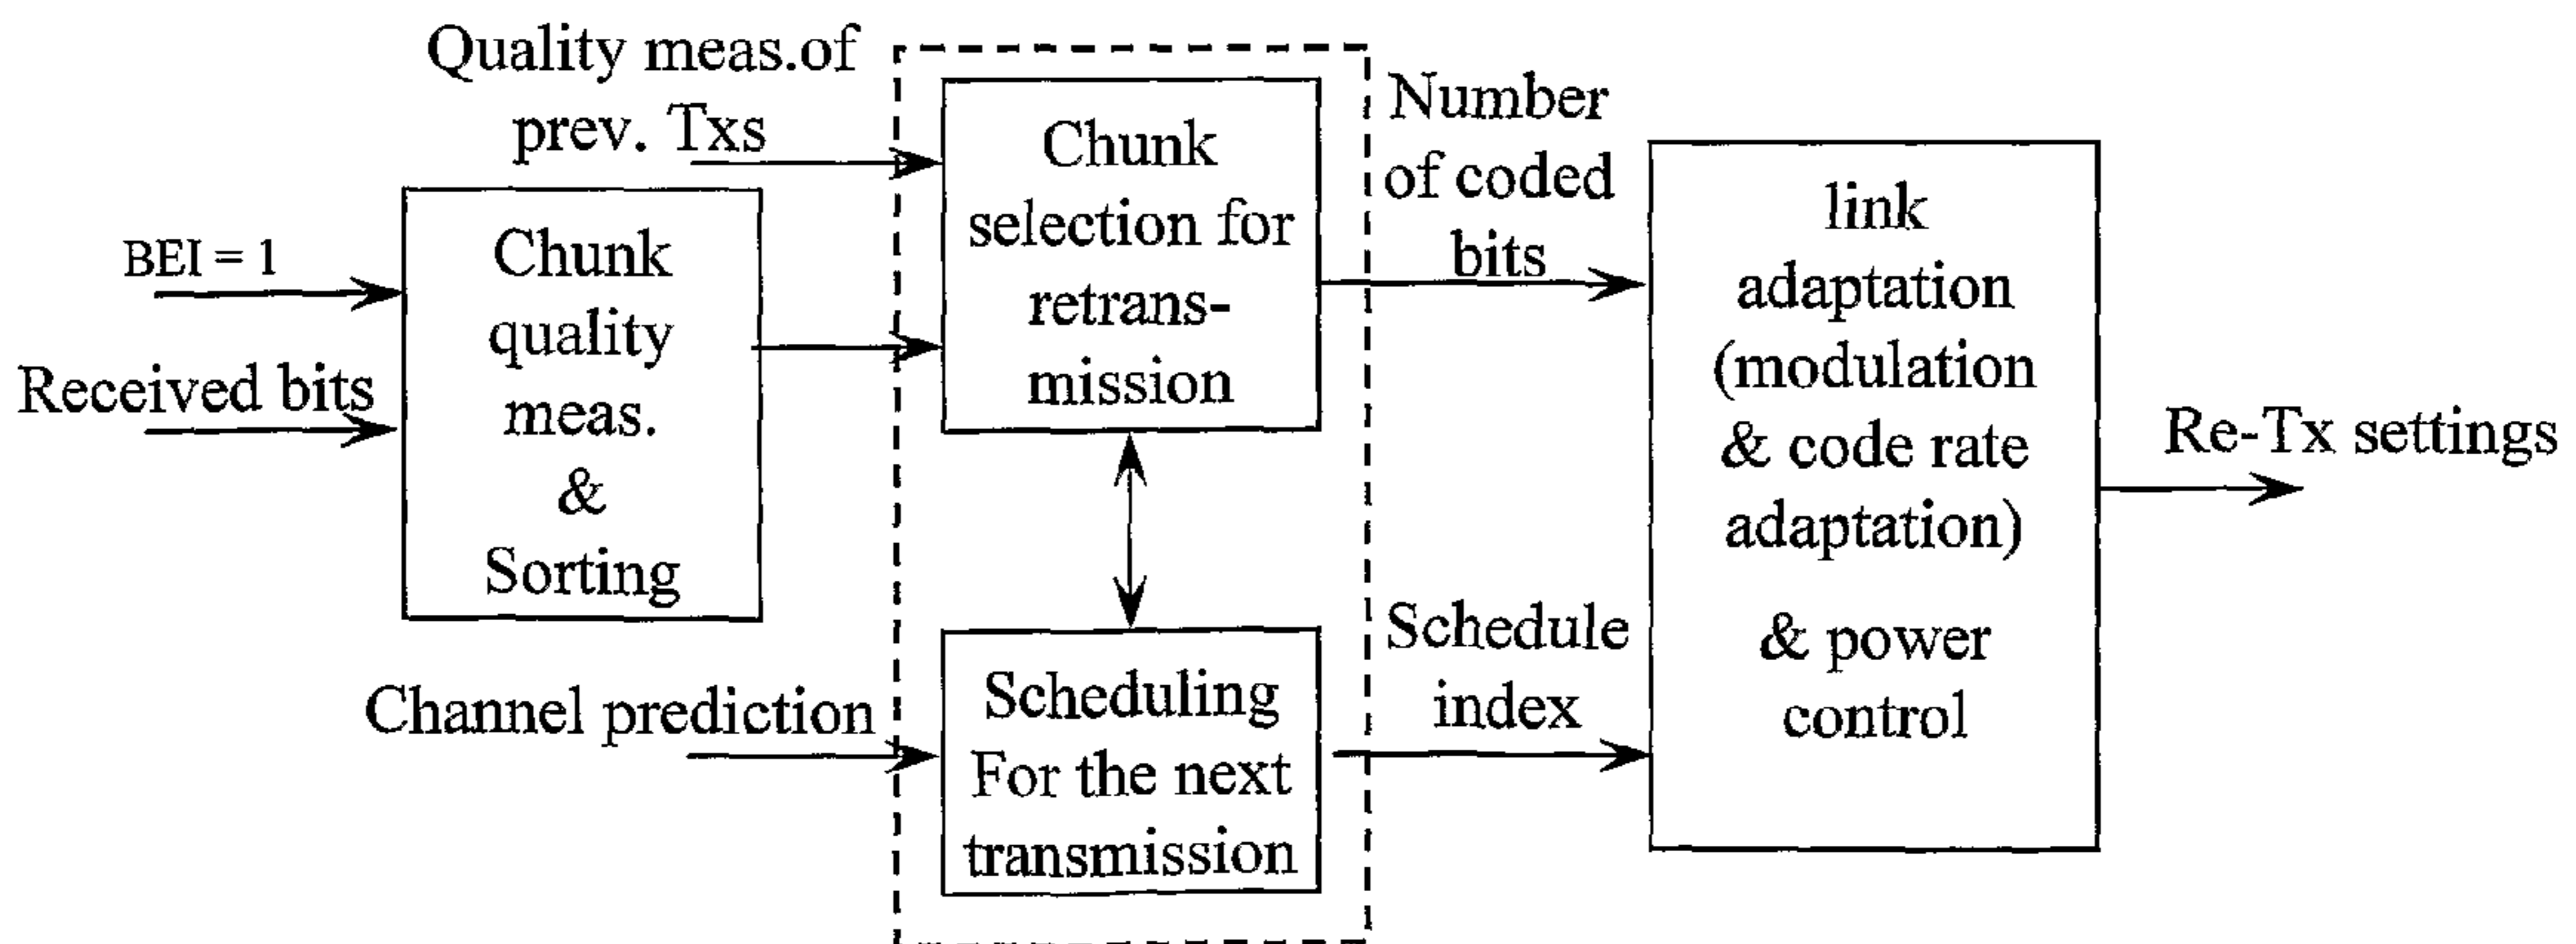 Quality meas.of
prev. Txs
BEI = 1
Received bits
Chunk
quality
meas.
&
Sorting
Chunk
selection for
retrans-
mission
Channel prediction
Scheduling
For the next
transmission
Number
of coded
bits
Schedule
index
link
adaptation
(modulation
& code rate
adaptation)
& power
control
Re-Tx settings